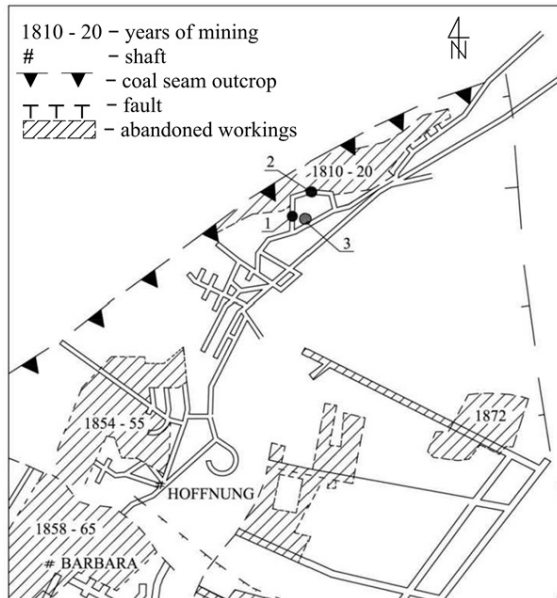 1810 - 20 - years of mining
# - shaft
- coal seam outcrop
- fault
- abandoned workings
N
1810 - 20
2
1
3
1854 - 55
1872
# HOFFNUNG
1858 - 65
# BARBARA